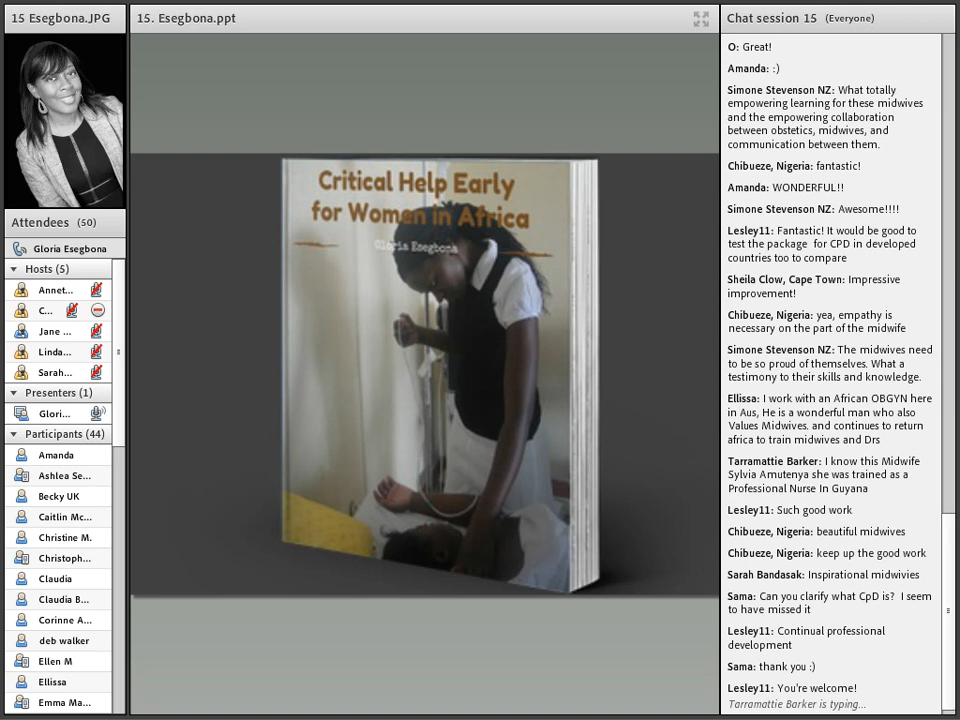 15 Esegbona.JPG
Attendees (50)
Gloria Esegbona
Hosts (5)
Annet...
C...
Jane ...
Linda...
Sarah...
Presenters (1)
Glori...
Participants (44)
Amanda
Ashlea Se...
Becky UK
Caitlin Mc...
Christine M.
Christoph...
Claudia
Claudia B...
Corinne A...
deb walker
Ellen M
Ellissa
Emma Ma...
15. Esegbona.ppt
Critical Help Early
for Women in Africa
Gloria Esegbona
Chat session 15 (Everyone)
O: Great!
Amanda: :)
Simone Stevenson NZ: What totally
empowering learning for these midwives
and the empowering collaboration
between obstetics, midwives, and
communication between them.
Chibueze, Nigeria: fantastic!
Amanda: WONDERFUL!!
Simone Stevenson NZ: Awesome!!!!
Lesley11: Fantastic! It would be good to
test the package for CPD in developed
countries too to compare
Sheila Clow, Cape Town: Impressive
improvement!
Chibueze, Nigeria: yea, empathy is
necessary on the part of the midwife
Simone Stevenson NZ: The midwives need
to be so proud of themselves. What a
testimony to their skills and knowledge.
Ellissa: I work with an African OBGYN here
in Aus, He is a wonderful man who also
Values Midwives. and continues to return
africa to train midwives and Drs
Tarramattie Barker: I know this Midwife
Sylvia Amutenya she was trained as a
Professional Nurse In Guyana
Lesley11: Such good work
Chibueze, Nigeria: beautiful midwives
Chibueze, Nigeria: keep up the good work
Sarah Bandasak: Inspirational midwivies
Sama: Can you clarify what CpD is? I seem
to have missed it
Lesley11: Continual professional
development
Sama: thank you :)
Lesley11: You're welcome!
Tarramattie Barker is typing...